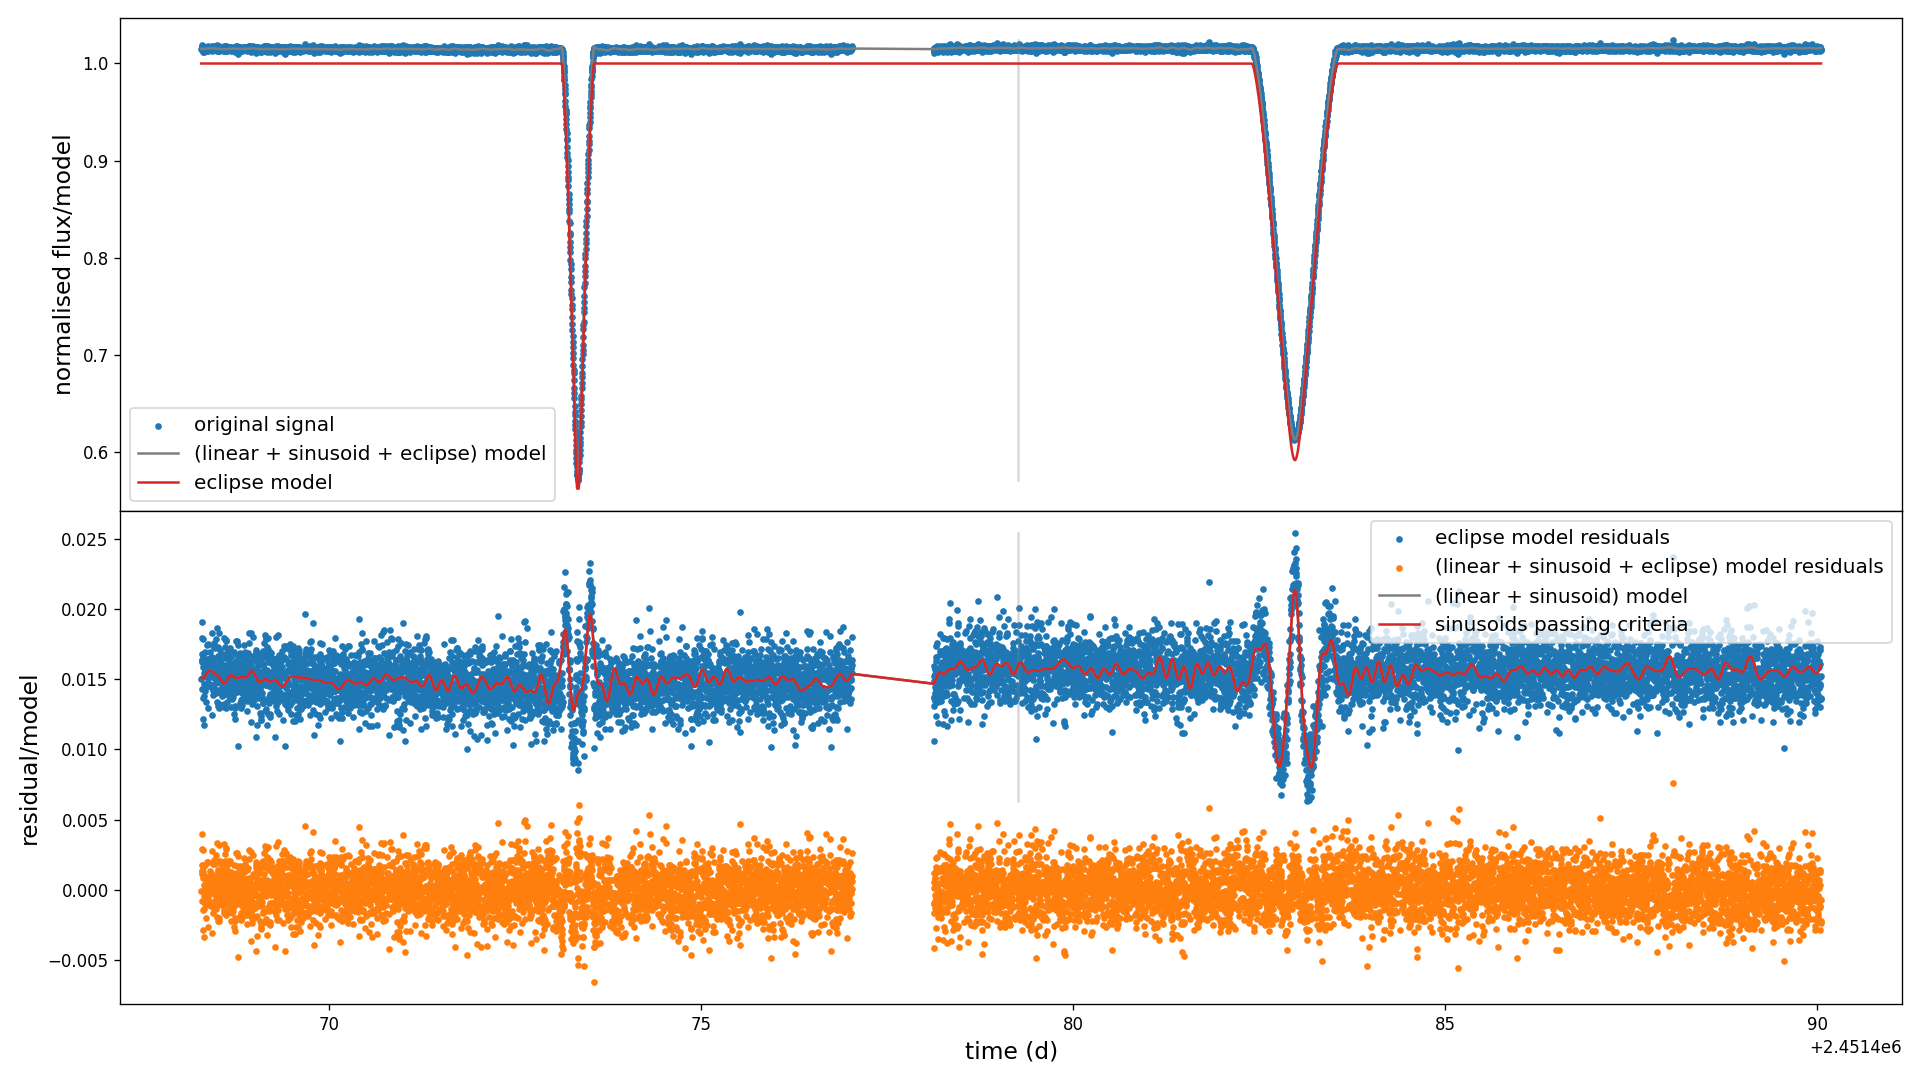 normalised flux/model
1.0
0.9
0.8
0.7
0.6
original signal
(linear + sinusoid + eclipse) model
eclipse model
residual/model
0.025
0.020
0.015
0.010
0.005
0.000
−0.005
eclipse model residuals
(linear + sinusoid + eclipse) model residuals
(linear + sinusoid) model
sinusoids passing criteria
70 75 80 85 90
time (d)
+2.4514e6